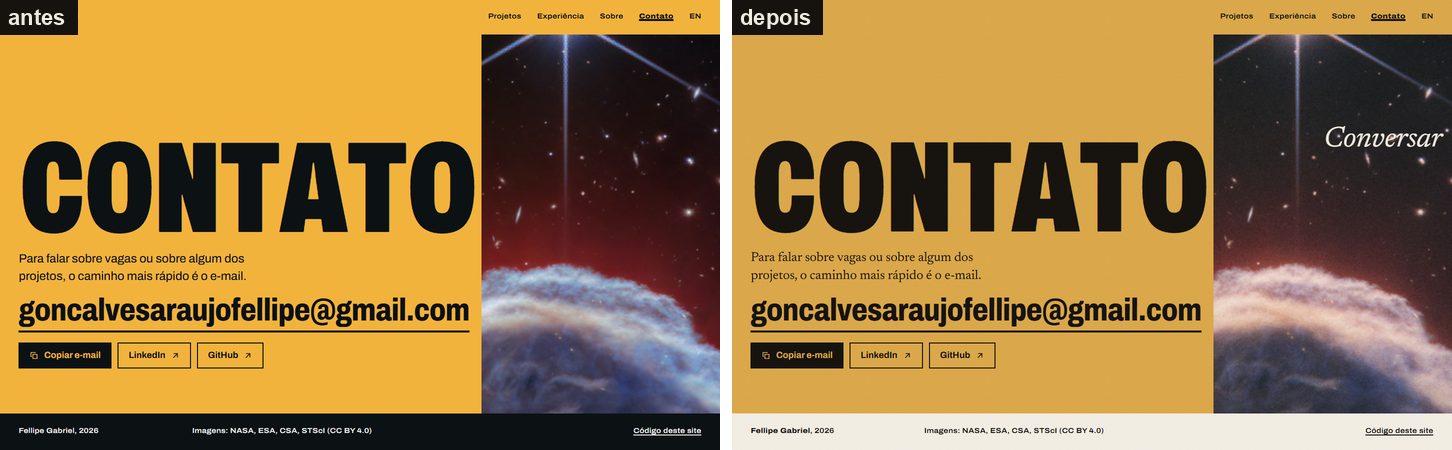 antes
Projetos Experiência Sobre Contato EN
CONTATO
Para falar sobre vagas ou sobre algum dos
projetos, o caminho mais rápido é o e-mail.
goncalvesaraujofellipe@gmail.com
Copiar e-mail LinkedIn GitHub
Fellipe Gabriel, 2026 Imagens: NASA, ESA, CSA, STScI (CC BY 4.0) Código deste site
depois
Projetos Experiência Sobre Contato EN
Conversar
CONTATO
Para falar sobre vagas ou sobre algum dos
projetos, o caminho mais rápido é o e-mail.
goncalvesaraujofellipe@gmail.com
Copiar e-mail LinkedIn GitHub
Fellipe Gabriel, 2026 Imagens: NASA, ESA, CSA, STScI (CC BY 4.0) Código deste site